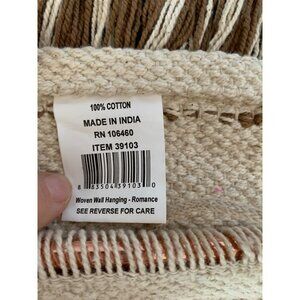 100% COTTON
MADE IN INDIA
RN 106460
ITEM 39103
8 83504 39103 0
Woven Wall Hanging - Romance
SEE REVERSE FOR CARE